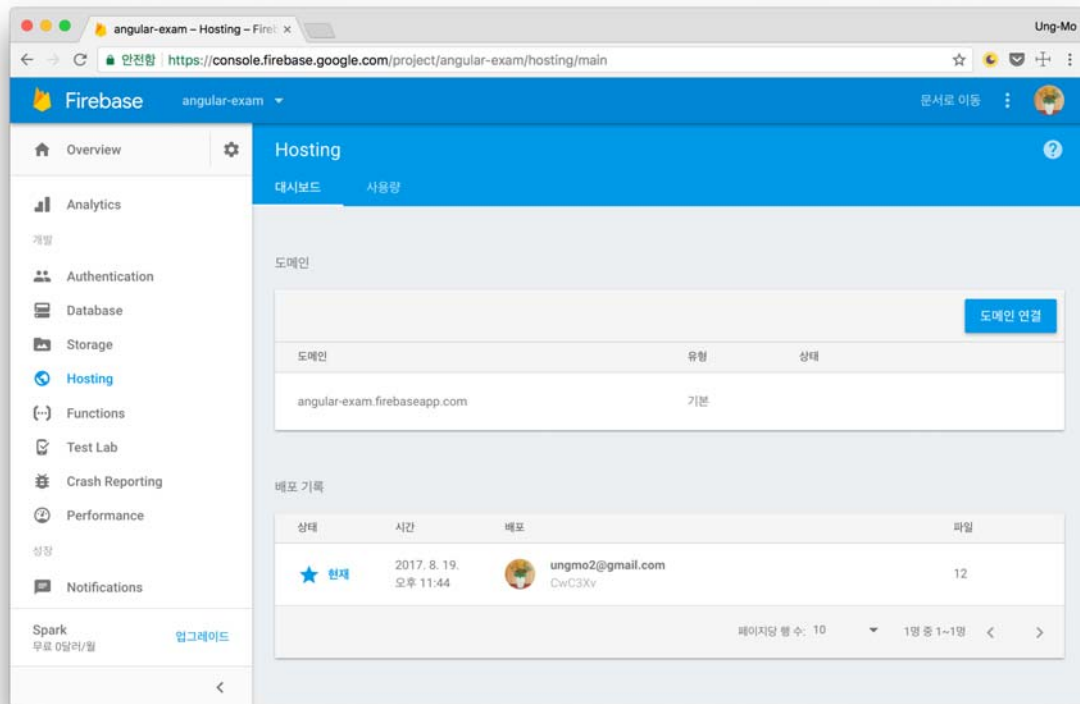 angular-exam – Hosting – Fire
Ung-Mo
안전함 https://console.firebase.google.com/project/angular-exam/hosting/main
Firebase
angular-exam
문서로 이동
Overview
Analytics
개발
Authentication
Database
Storage
Hosting
Functions
Test Lab
Crash Reporting
Performance
성장
Notifications
Spark
무료 0달러/월
업그레이드
Hosting
대시보드 사용량
도메인
도메인 연결
도메인 유형 상태
angular-exam.firebaseapp.com 기본
배포 기록
상태 시간 배포 파일
현재 2017. 8. 19. 오후 11:44 ungmo2@gmail.com CwC3Xv 12
페이지당 행 수: 10 1명 중 1~1명